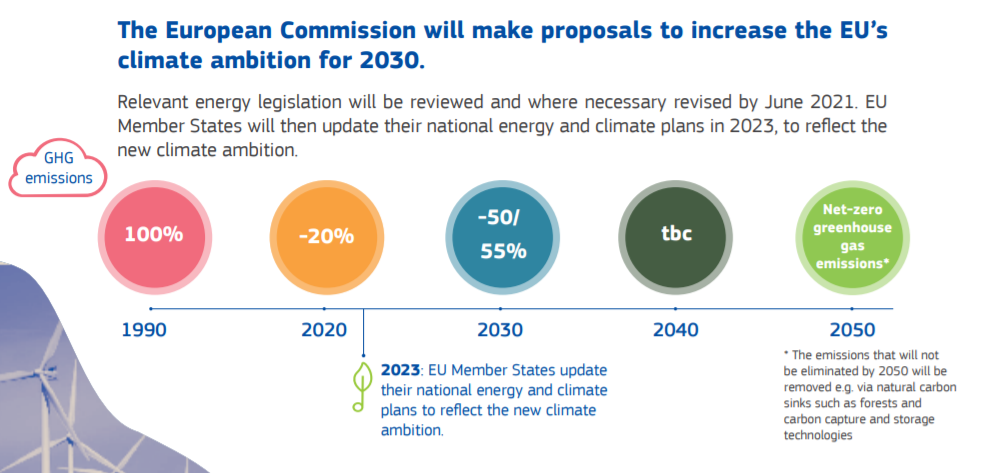 The European Commission will make proposals to increase the EU’s
climate ambition for 2030.
Relevant energy legislation will be reviewed and where necessary revised by June 2021. EU
Member States will then update their national energy and climate plans in 2023, to reflect the
new climate ambition.
GHG
emissions
100%
-20%
-50/
55%
tbc
Net-zero
greenhouse
gas
emissions*
1990
2020
2030
2040
2050
2023: EU Member States update
their national energy and climate
plans to reflect the new climate
ambition.
* The emissions that will not
be eliminated by 2050 will be
removed e.g. via natural carbon
sinks such as forests and
carbon capture and storage
technologies